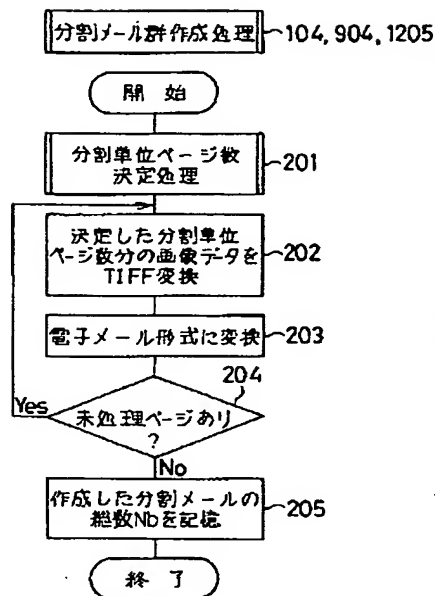 分割メール群作成処理 104, 904, 1205
開始
分割単位ページ数
決定処理 201
決定した分割単位
ページ数分の画像データを
TIFF変換 202
電子メール形式に変換 203
204
Yes
未処理ページあり
?
No
作成した分割メールの
総数Nbを記憶 205
終了